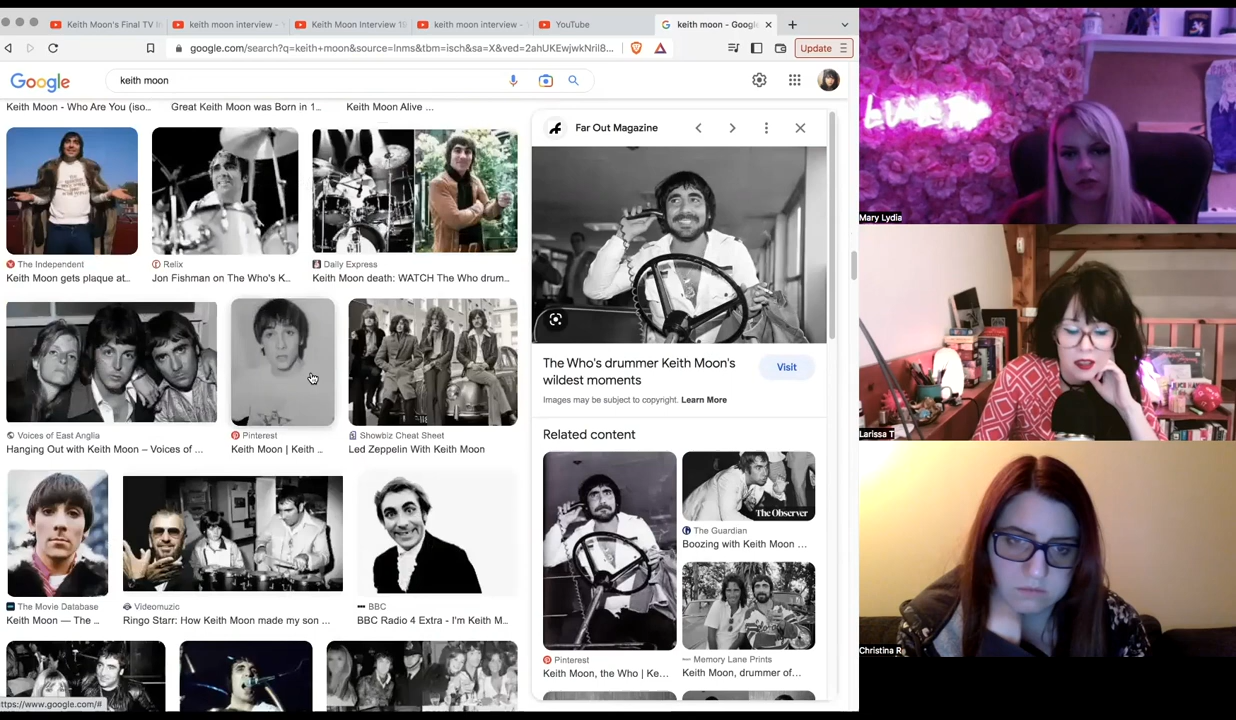 Keith Moon's Final TV In
keith moon interview -
Keith Moon Interview 19
keith moon interview -
YouTube
keith moon - Google
google.com/search?q=keith+moon&source=lnms&tbm=isch&sa=X&ved=2ahUKEwjwkNril8...
Update
Google
keith moon
Keith Moon - Who Are You (iso...
Great Keith Moon was Born in 1...
Keith Moon Alive ...
The Independent
Keith Moon gets plaque at...
Relix
Jon Fishman on The Who's K...
Daily Express
Keith Moon death: WATCH The Who drum...
Voices of East Anglia
Hanging Out with Keith Moon – Voices of ...
Pinterest
Keith Moon | Keith ...
Showbiz Cheat Sheet
Led Zeppelin With Keith Moon
The Movie Database
Keith Moon — The ...
Videomuzic
Ringo Starr: How Keith Moon made my son ...
BBC
BBC Radio 4 Extra - I'm Keith M...
https://www.google.com/#
Far Out Magazine
The Who's drummer Keith Moon's
wildest moments
Visit
Images may be subject to copyright. Learn More
Related content
The Observer
The Guardian
Boozing with Keith Moon ...
Pinterest
Keith Moon, the Who | Ke...
Memory Lane Prints
Keith Moon, drummer of...
Mary Lydia
Larissa T
Christina R